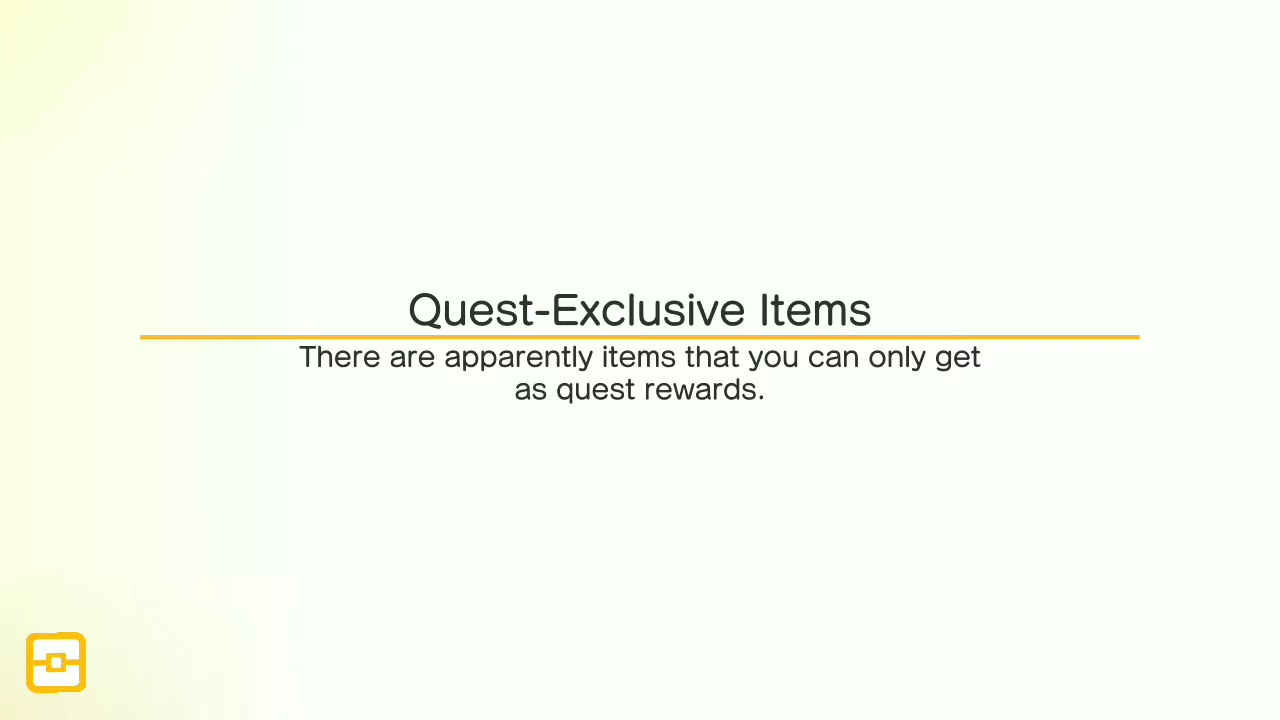 Quest-Exclusive Items
There are apparently items that you can only get
as quest rewards.